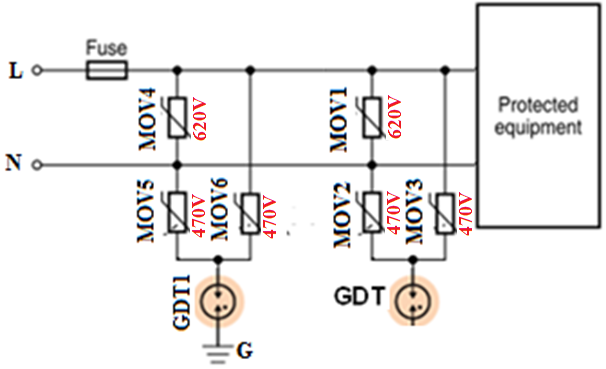 L
Fuse
MOV4
620V
MOV1
620V
Protected
equipment
N
MOV5
470V
MOV6
470V
MOV2
470V
MOV3
470V
GDT1
GDT
G